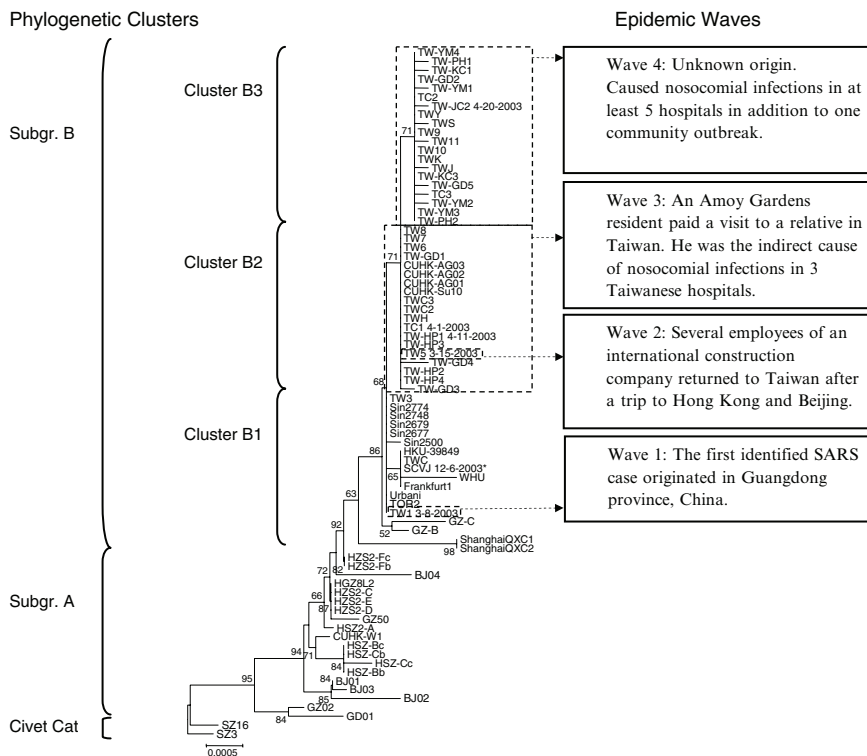 Phylogenetic Clusters
Epidemic Waves
Subgr. B
Subgr. A
Civet Cat
Cluster B3
Cluster B2
Cluster B1
TW-YM4
TW-PH1
TW-KC1
TW-GD2
TW-YM1
TC2
TW-JC2 4-20-2003
TWY
TWS
TW9
TW11
TW10
TWK
TWJ
TW-KC3
TW-GD5
TC3
TW-YM2
TW-YM3
TW-PH2
TW8
TW7
TW6
TW-GD1
CUHK-AG03
CUHK-AG02
CUHK-AG01
CUHK-Su10
TWC3
TWC2
TWH
TC1 4-1-2003
TW-HP1 4-11-2003
TW-HP3
TW5 3-15-2003
TW-GD4
TW-HP2
TW-HP4
TW-GD3
TW3
Sin2774
Sin2748
Sin2679
Sin2677
Sin2500
HKU-39849
TWC
SCVJ 12-6-2003*
WHU
Frankfurt1
Urbani
TOR2
TW1 3-8-2003
GZ-C
GZ-B
ShanghaiQXC1
ShanghaiQXC2
HZS2-Fc
HZS2-Fb
BJ04
HGZ8L2
HZS2-C
HZS2-E
HZS2-D
GZ50
HSZ2-A
CUHK-W1
HSZ-Bc
HSZ-Cb
HSZ-Cc
HSZ-Bb
BJ01
BJ03
BJ02
GZ02
GD01
SZ16
SZ3
71
71
68
86
65
63
52
98
92
82
72
66
87
94
71
84
95
84
85
84
0.0005
Wave 4: Unknown origin.
Caused nosocomial infections in at
least 5 hospitals in addition to one
community outbreak.
Wave 3: An Amoy Gardens
resident paid a visit to a relative in
Taiwan. He was the indirect cause
of nosocomial infections in 3
Taiwanese hospitals.
Wave 2: Several employees of an
international construction
company returned to Taiwan after
a trip to Hong Kong and Beijing.
Wave 1: The first identified SARS
case originated in Guangdong
province, China.